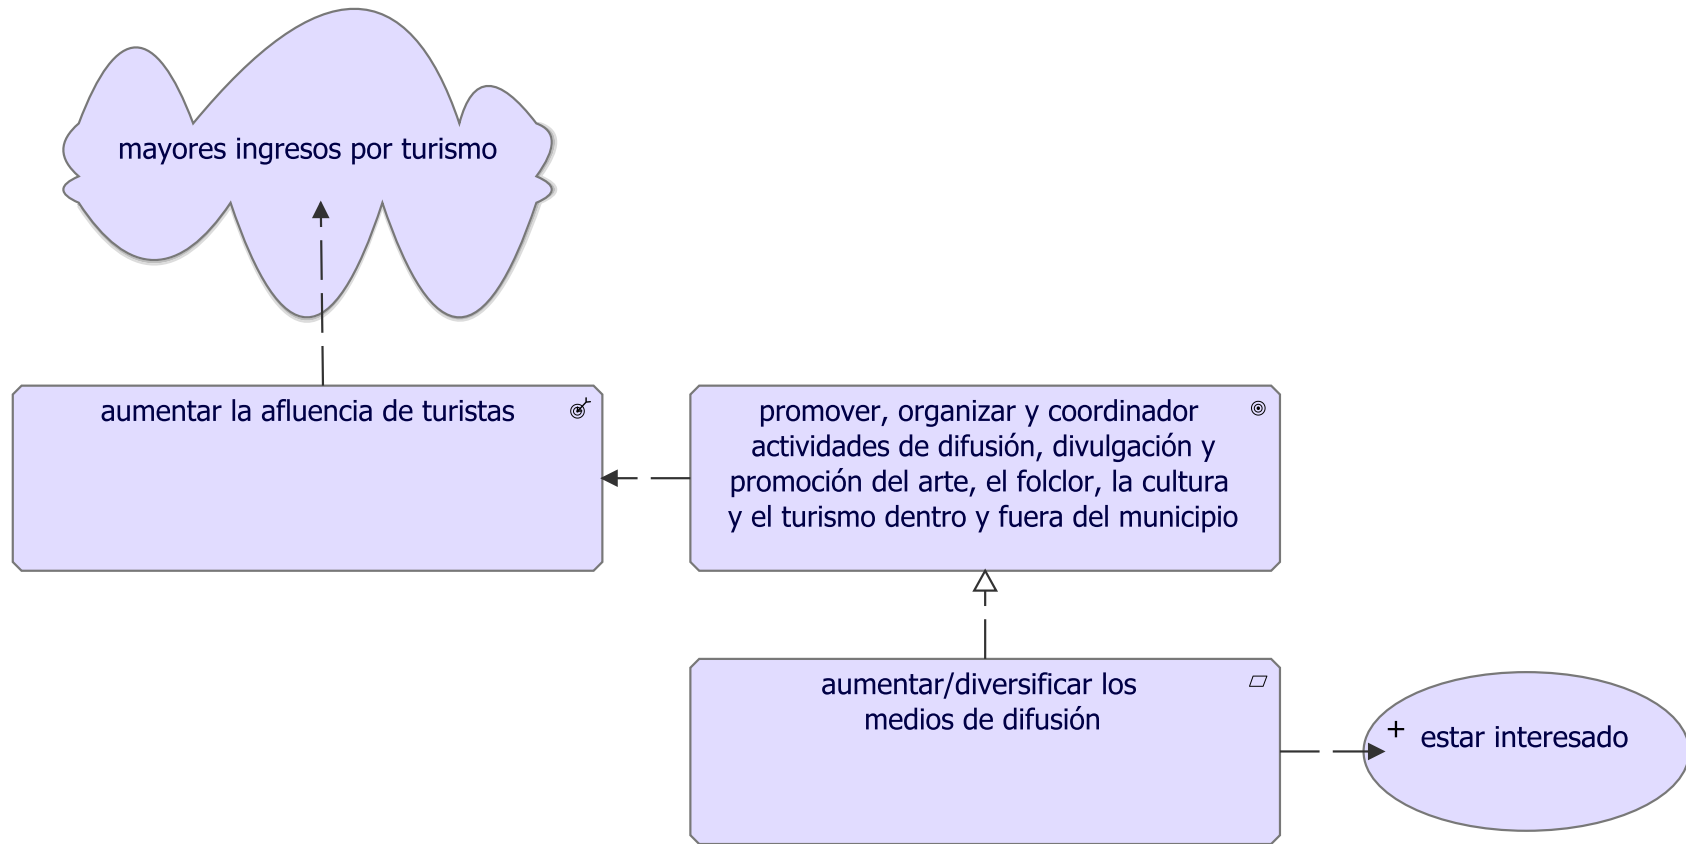 mayores ingresos por turismo
aumentar la afluencia de turistas
promover, organizar y coordinador
actividades de difusión, divulgación y
promoción del arte, el folclor, la cultura
y el turismo dentro y fuera del municipio
aumentar/diversificar los
medios de difusión
+ estar interesado